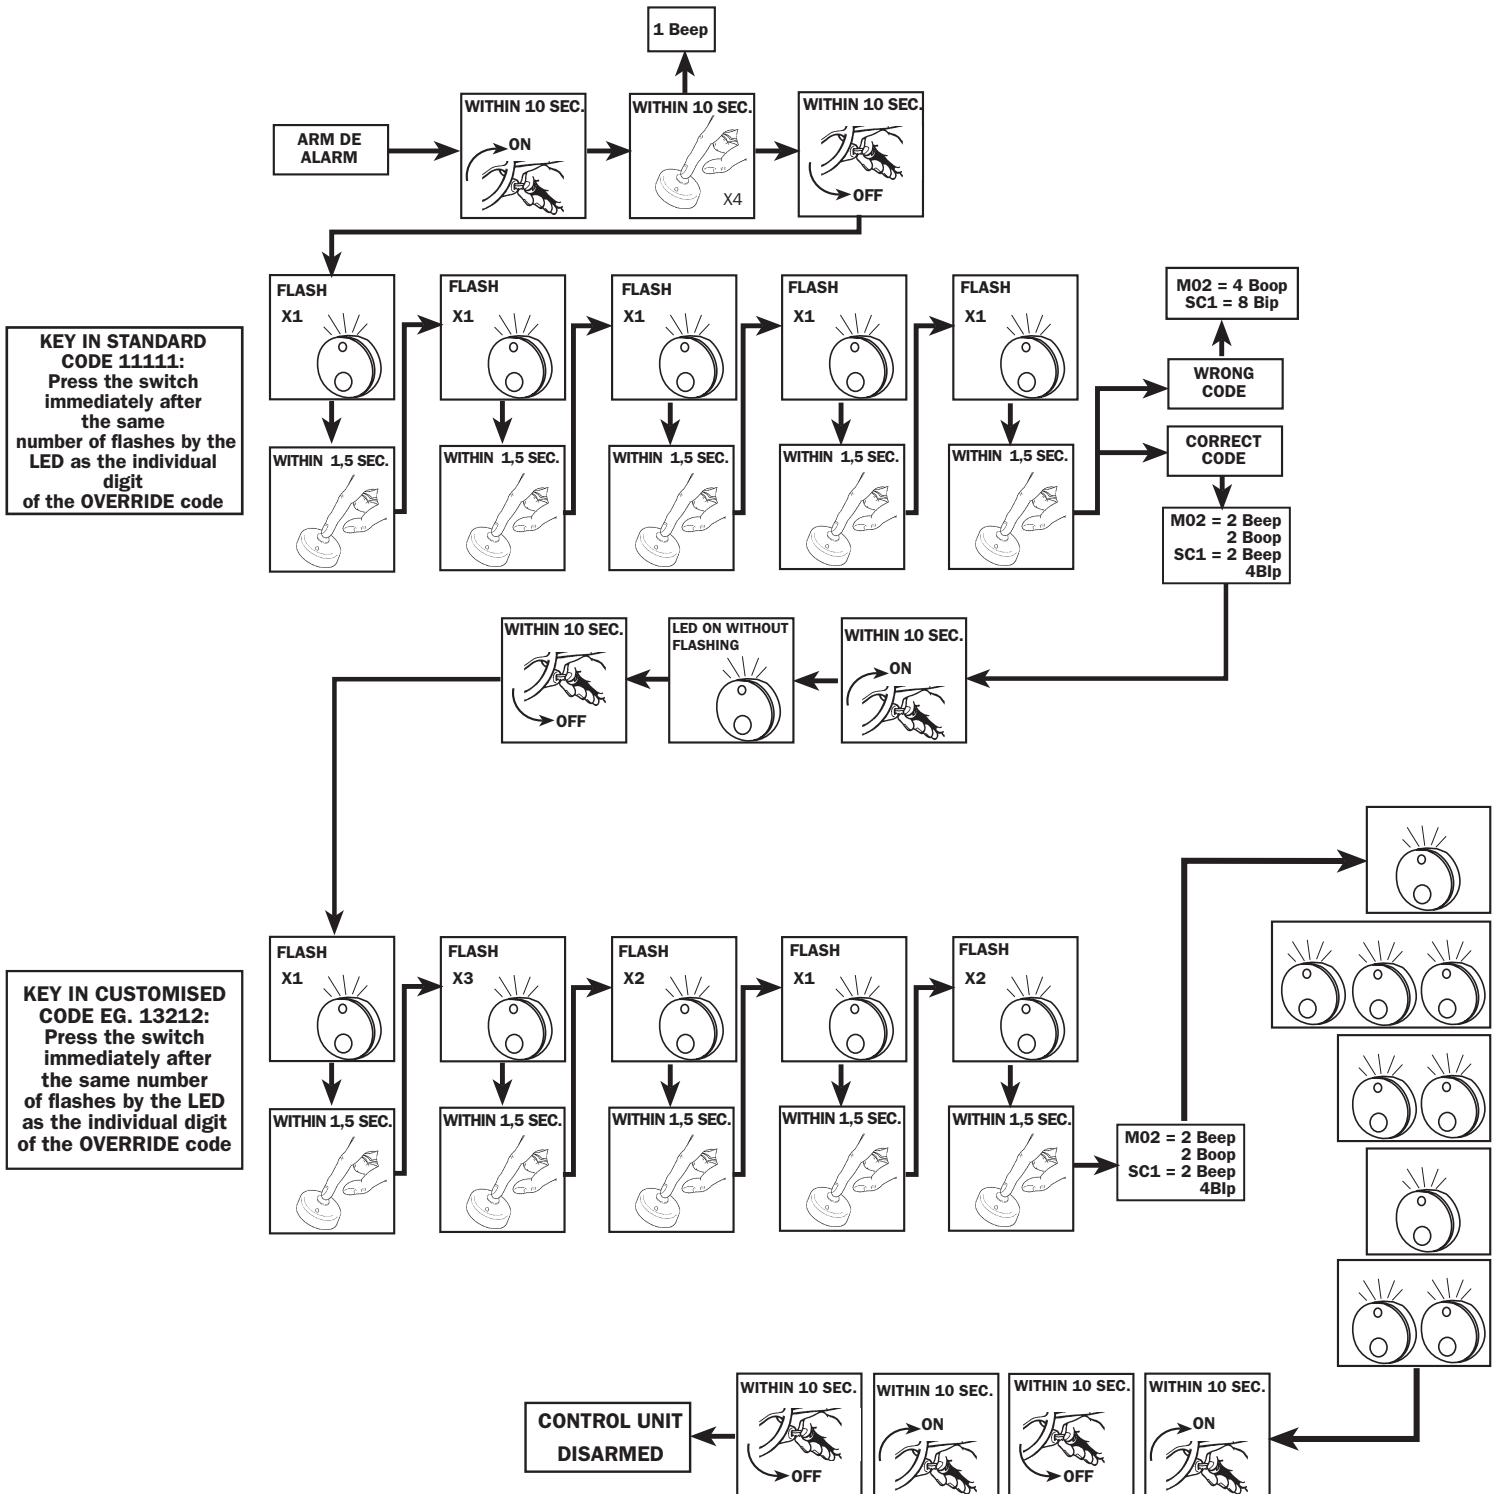 1 Beep
WITHIN 10 SEC.
ON
WITHIN 10 SEC.
X4
WITHIN 10 SEC.
OFF
ARM DE
ALARM
FLASH
X1
FLASH
X1
FLASH
X1
FLASH
X1
FLASH
X1
M02 = 4 Boop
SC1 = 8 Bip
WRONG
CODE
CORRECT
CODE
M02 = 2 Beep
2 Boop
SC1 = 2 Beep
4BIp
KEY IN STANDARD
CODE 11111:
Press the switch
immediately after
the same
number of flashes by the
LED as the individual
digit
of the OVERRIDE code
WITHIN 1,5 SEC.
WITHIN 1,5 SEC.
WITHIN 1,5 SEC.
WITHIN 1,5 SEC.
WITHIN 1,5 SEC.
WITHIN 10 SEC.
OFF
LED ON WITHOUT
FLASHING
WITHIN 10 SEC.
ON
FLASH
X1
FLASH
X3
FLASH
X2
FLASH
X1
FLASH
X2
KEY IN CUSTOMISED
CODE EG. 13212:
Press the switch
immediately after
the same number
of flashes by the LED
as the individual digit
of the OVERRIDE code
WITHIN 1,5 SEC.
WITHIN 1,5 SEC.
WITHIN 1,5 SEC.
WITHIN 1,5 SEC.
WITHIN 1,5 SEC.
M02 = 2 Beep
2 Boop
SC1 = 2 Beep
4BIp
CONTROL UNIT
DISARMED
WITHIN 10 SEC.
OFF
WITHIN 10 SEC.
ON
WITHIN 10 SEC.
OFF
WITHIN 10 SEC.
ON